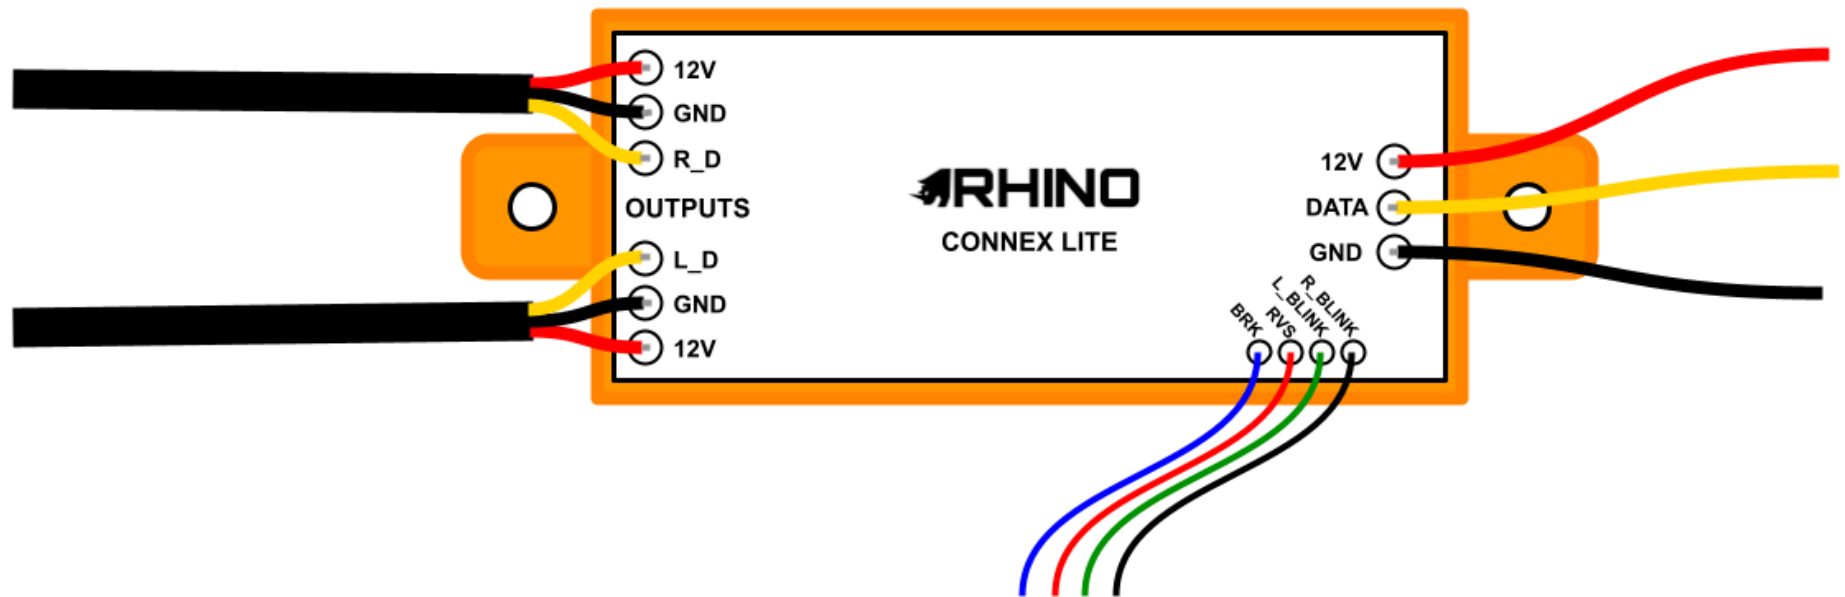 12V
GND
R_D
OUTPUTS
L_D
GND
12V
RHINO
CONNEX LITE
12V
DATA
GND
BRK
RVS
L_BLINK
R_BLINK